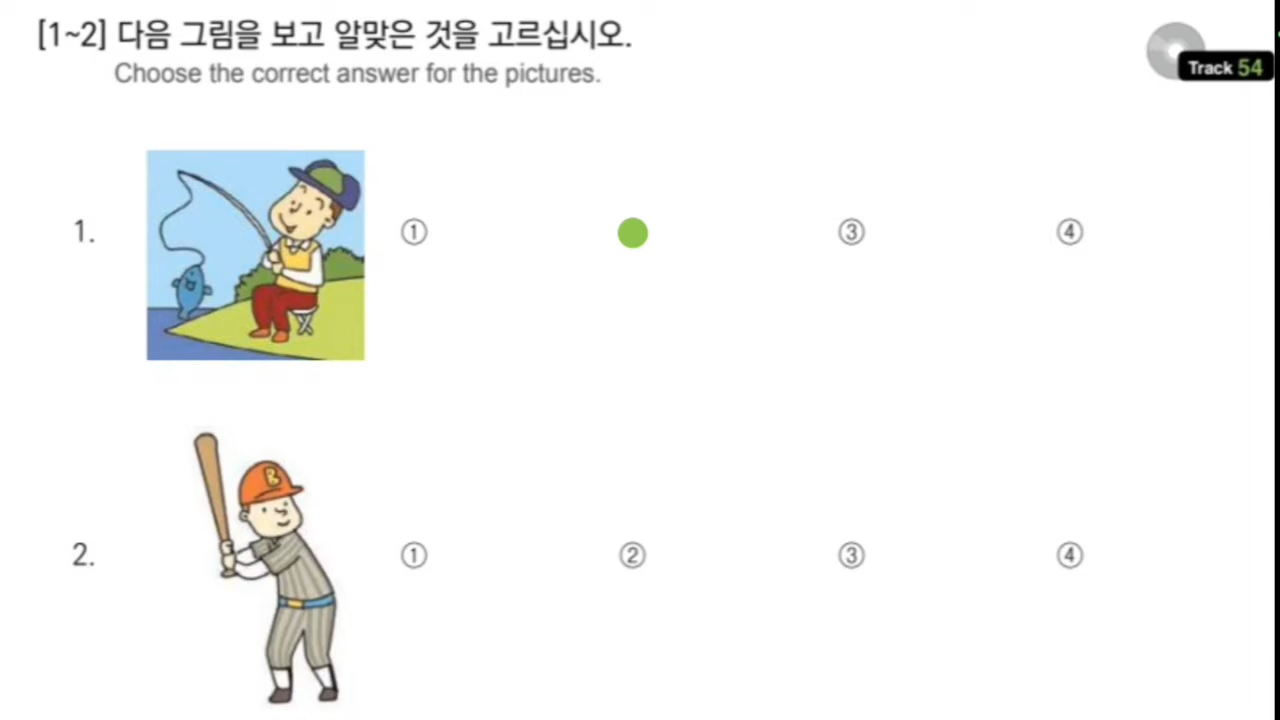 [1~2] 다음 그림을 보고 알맞은 것을 고르십시오.
Choose the correct answer for the pictures.
Track 54
1.
①
③
④
B
2.
①
②
③
④